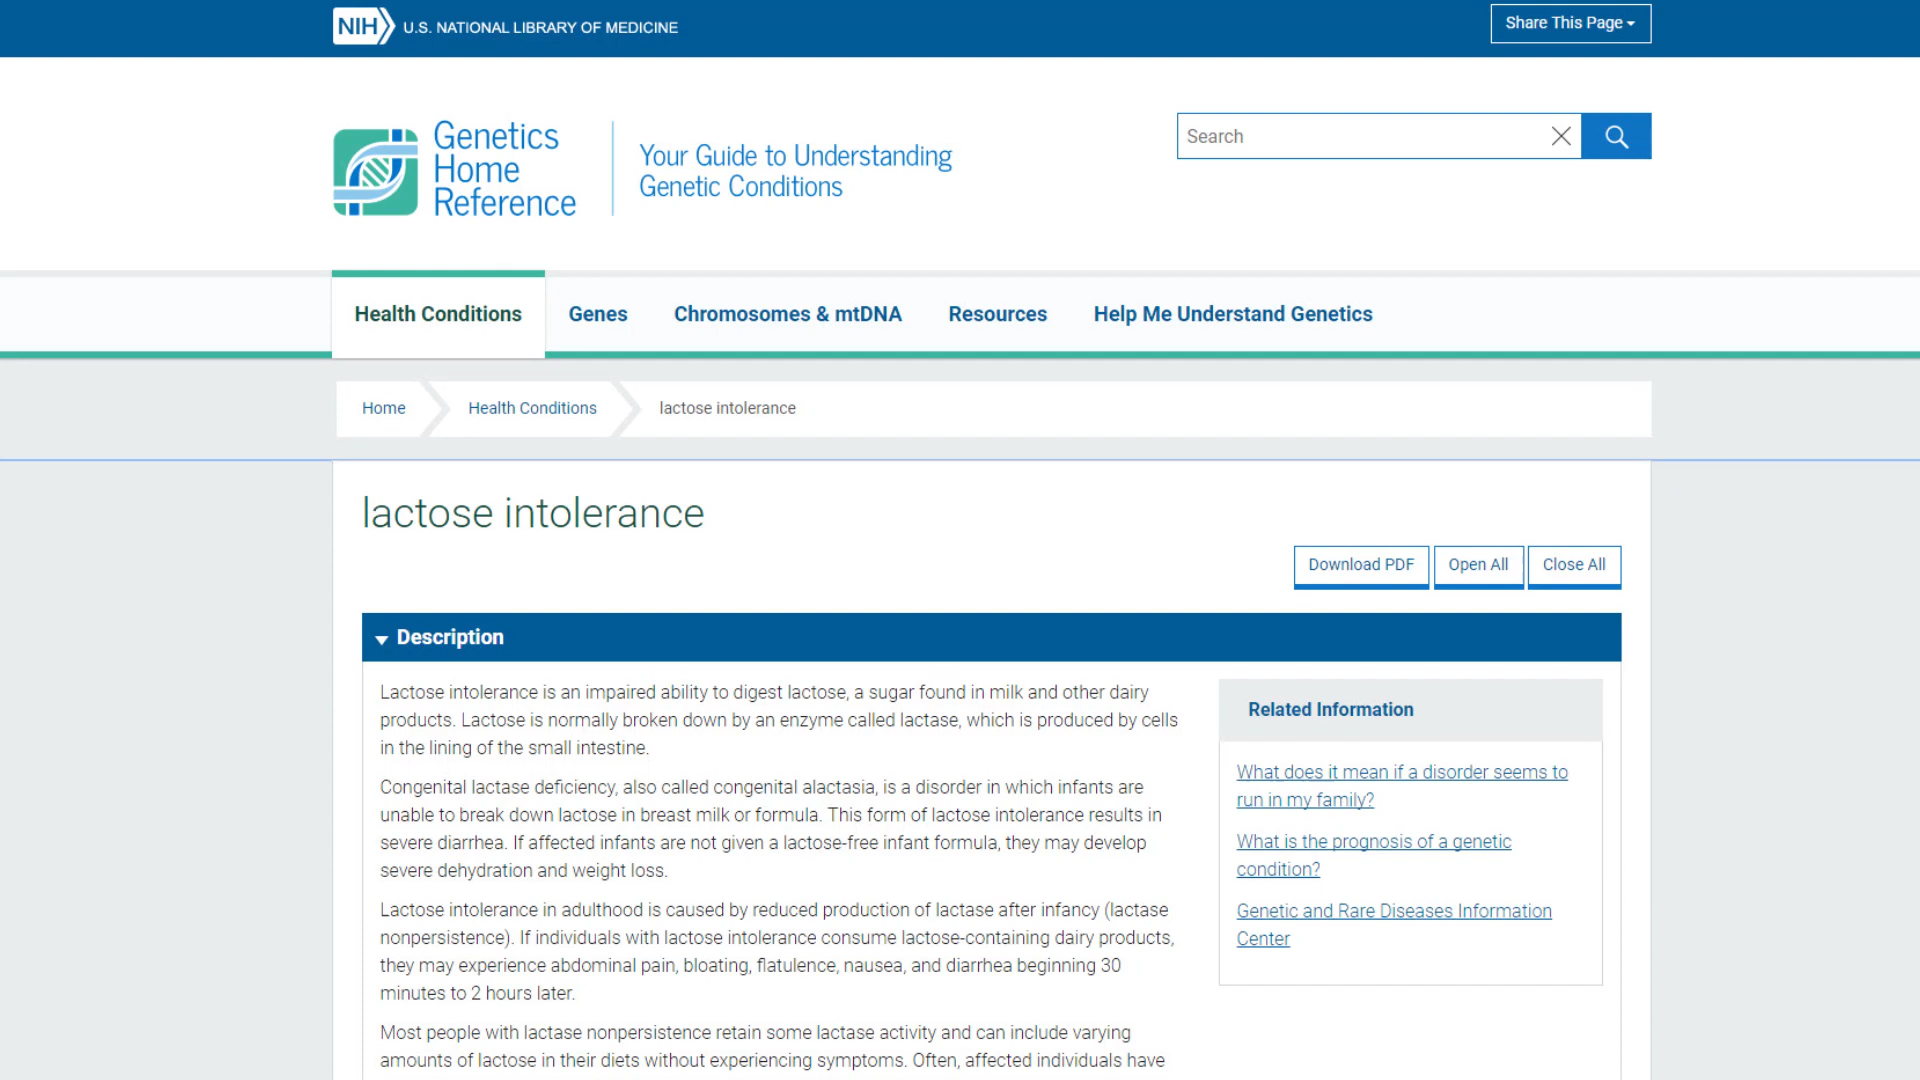 NIH U.S. NATIONAL LIBRARY OF MEDICINE
Share This Page
Genetics
Home
Reference
Your Guide to Understanding
Genetic Conditions
Search
Health Conditions
Genes
Chromosomes & mtDNA
Resources
Help Me Understand Genetics
Home
Health Conditions
lactose intolerance
lactose intolerance
Download PDF
Open All
Close All
Description
Lactose intolerance is an impaired ability to digest lactose, a sugar found in milk and other dairy
products. Lactose is normally broken down by an enzyme called lactase, which is produced by cells
in the lining of the small intestine.
Congenital lactase deficiency, also called congenital alactasia, is a disorder in which infants are
unable to break down lactose in breast milk or formula. This form of lactose intolerance results in
severe diarrhea. If affected infants are not given a lactose-free infant formula, they may develop
severe dehydration and weight loss.
Lactose intolerance in adulthood is caused by reduced production of lactase after infancy (lactase
nonpersistence). If individuals with lactose intolerance consume lactose-containing dairy products,
they may experience abdominal pain, bloating, flatulence, nausea, and diarrhea beginning 30
minutes to 2 hours later.
Most people with lactase nonpersistence retain some lactase activity and can include varying
amounts of lactose in their diets without experiencing symptoms. Often, affected individuals have
Related Information
What does it mean if a disorder seems to
run in my family?
What is the prognosis of a genetic
condition?
Genetic and Rare Diseases Information
Center